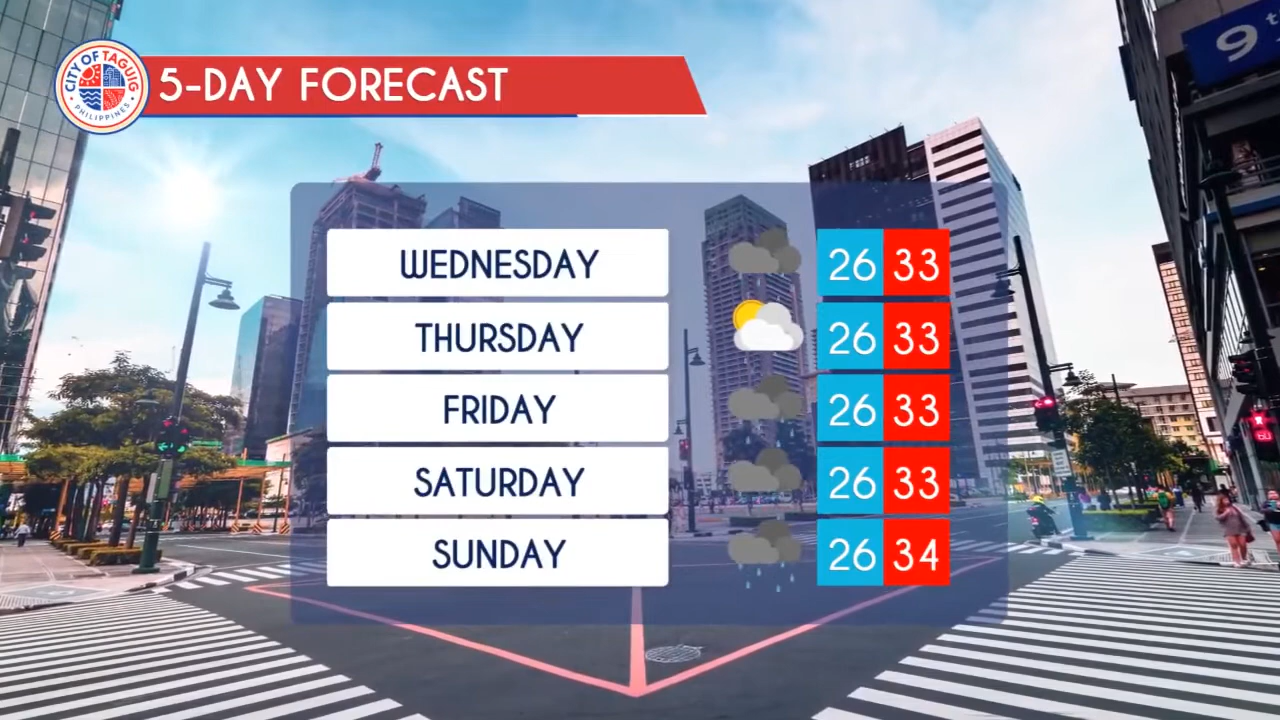 CITY OF TAGUIG
PHILIPPINES
5-DAY FORECAST
9th
WEDNESDAY 26 33
THURSDAY 26 33
FRIDAY 26 33
SATURDAY 26 33
SUNDAY 26 34